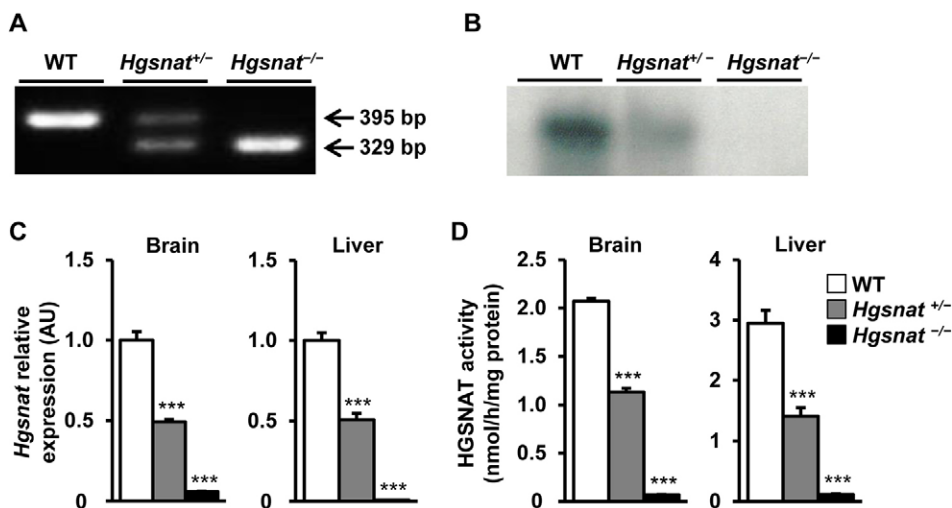 A
WT Hgsnat+/− Hgsnat−/−
395 bp
329 bp
B
WT Hgsnat+/− Hgsnat−/−
C
Brain Liver
Hgsnat relative
expression (AU)
1.5
1.0
0.5
0
***
***
1.5
1.0
0.5
0
***
***
D
Brain Liver
HGSNAT activity
(nmol/h/mg protein)
2.5
2.0
1.5
1.0
0.5
0
***
***
4
3
2
1
0
***
***
WT
Hgsnat +/−
Hgsnat −/−